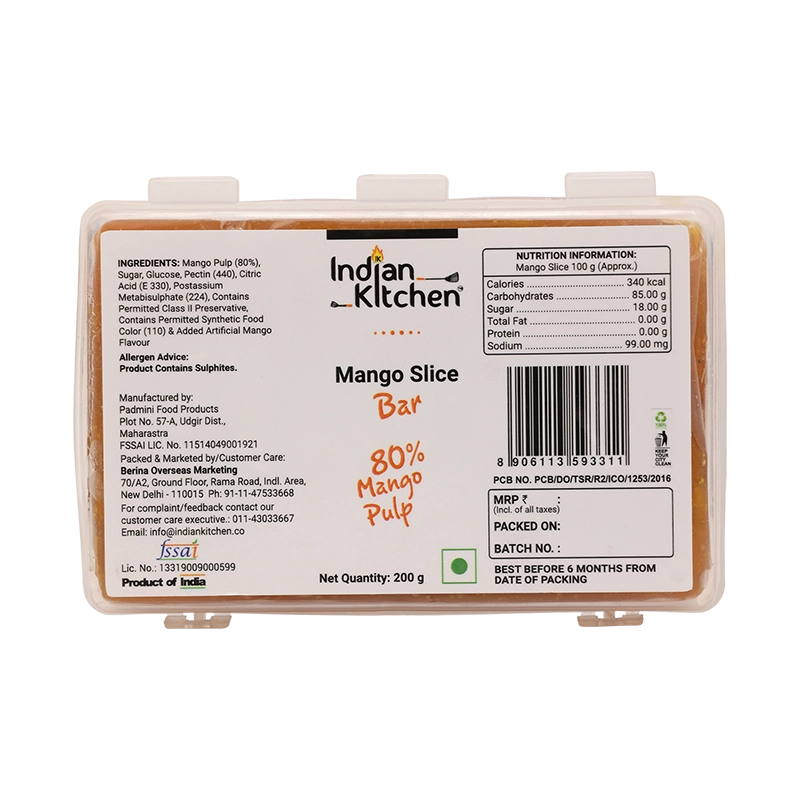 INGREDIENTS: Mango Pulp (80%),
Sugar, Glucose, Pectin (440), Citric
Acid (E 330), Postassium
Metabisulphate (224), Contains
Permitted Class II Preservative,
Contains Permitted Synthetic Food
Color (110) & Added Artificial Mango
Flavour
Allergen Advice:
Product Contains Sulphites.
Manufactured by:
Padmini Food Products
Plot No. 57-A, Udgir Dist.,
Maharastra
FSSAI LIC. No. 11514049001921
Packed & Marketed by/Customer Care:
Berina Overseas Marketing
70/A2, Ground Floor, Rama Road, Indl. Area,
New Delhi - 110015 Ph: 91-11-47533668
For complaint/feedback contact our
customer care executive.: 011-43033667
Email: info@indiankitchen.co
fssai
Lic. No.: 13319009000599
Product of India
IK
Indian
KItchen
TM
Mango Slice
Bar
80%
Mango
Pulp
Net Quantity: 200 g
NUTRITION INFORMATION:
Mango Slice 100 g (Approx.)
Calories .......................... 340 kcal
Carbohydrates .................. 85.00 g
Sugar ................................ 18.00 g
Total Fat ............................ 0.00 g
Protein .............................. 0.00 g
Sodium ........................... 99.00 mg
8 906113 593311
100%
KEEP
YOUR
CITY
CLEAN
PCB NO. PCB/DO/TSR/R2/ICO/1253/2016
MRP ₹ :
(Incl. of all taxes)
PACKED ON:
BATCH NO. :
BEST BEFORE 6 MONTHS FROM
DATE OF PACKING